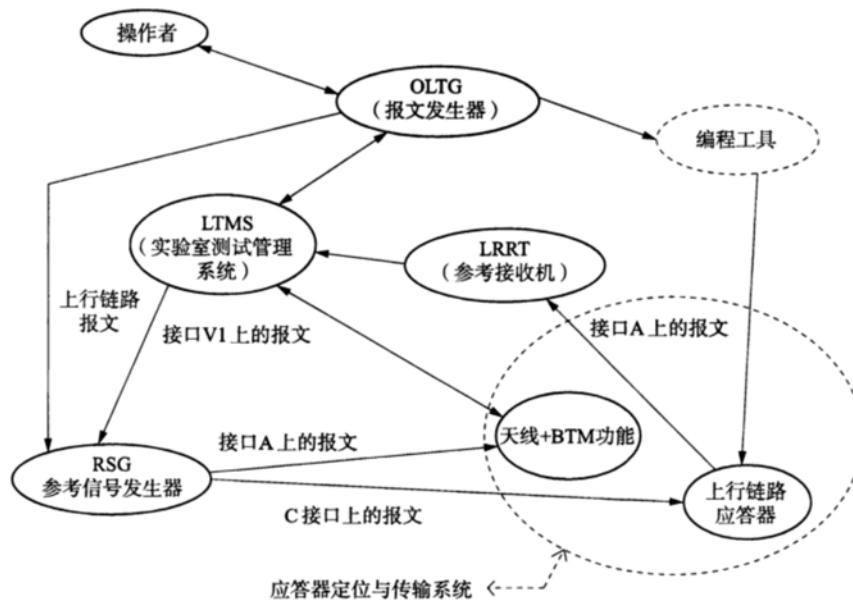 操作者
OLTG
（报文发生器）
编程工具
LTMS
（实验室测试管理
系统）
LRRT
（参考接收机）
上行链路
报文
接口V1上的报文
接口A上的报文
接口A上的报文
天线+BTM功能
RSG
参考信号发生器
上行链路
应答器
C接口上的报文
应答器定位与传输系统